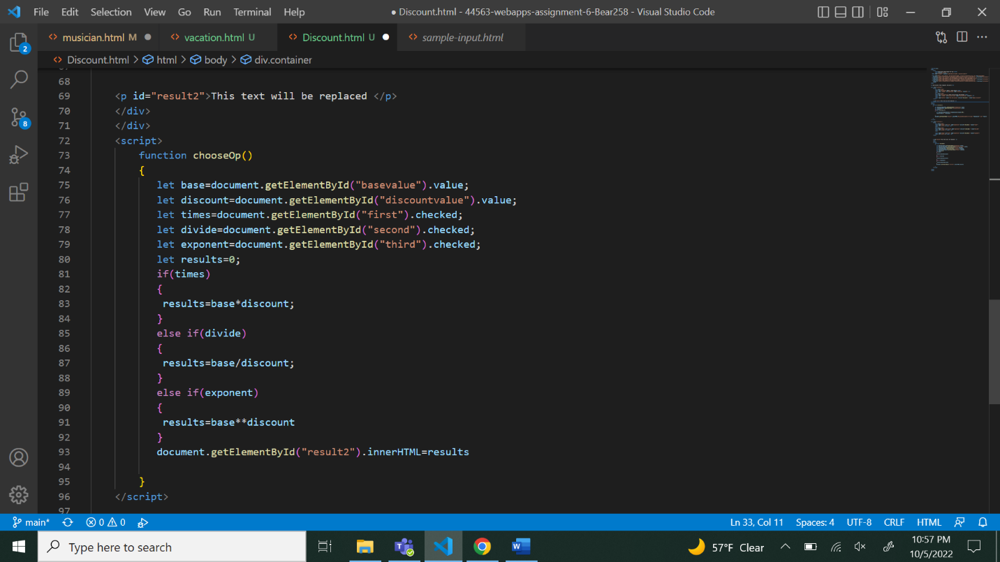 File Edit Selection View Go Run Terminal Help ● Discount.html - 44563-webapps-assignment-6-Bear258 - Visual Studio Code
musician.html M ● vacation.html U Discount.html U ● sample-input.html
Discount.html > html > body > div.container
67
68
69 <p id="result2">This text will be replaced </p>
70 </div>
71 </div>
72 <script>
73 function chooseOp()
74 {
75 let base=document.getElementById("basevalue").value;
76 let discount=document.getElementById("discountvalue").value;
77 let times=document.getElementById("first").checked;
78 let divide=document.getElementById("second").checked;
79 let exponent=document.getElementById("third").checked;
80 let results=0;
81 if(times)
82 {
83 results=base*discount;
84 }
85 else if(divide)
86 {
87 results=base/discount;
88 }
89 else if(exponent)
90 {
91 results=base**discount
92 }
93 document.getElementById("result2").innerHTML=results
94
95 }
96 </script>
97
2
8
main* 0 0 Ln 33, Col 11 Spaces: 4 UTF-8 CRLF HTML
Type here to search 57°F Clear 10:57 PM
10/5/2022